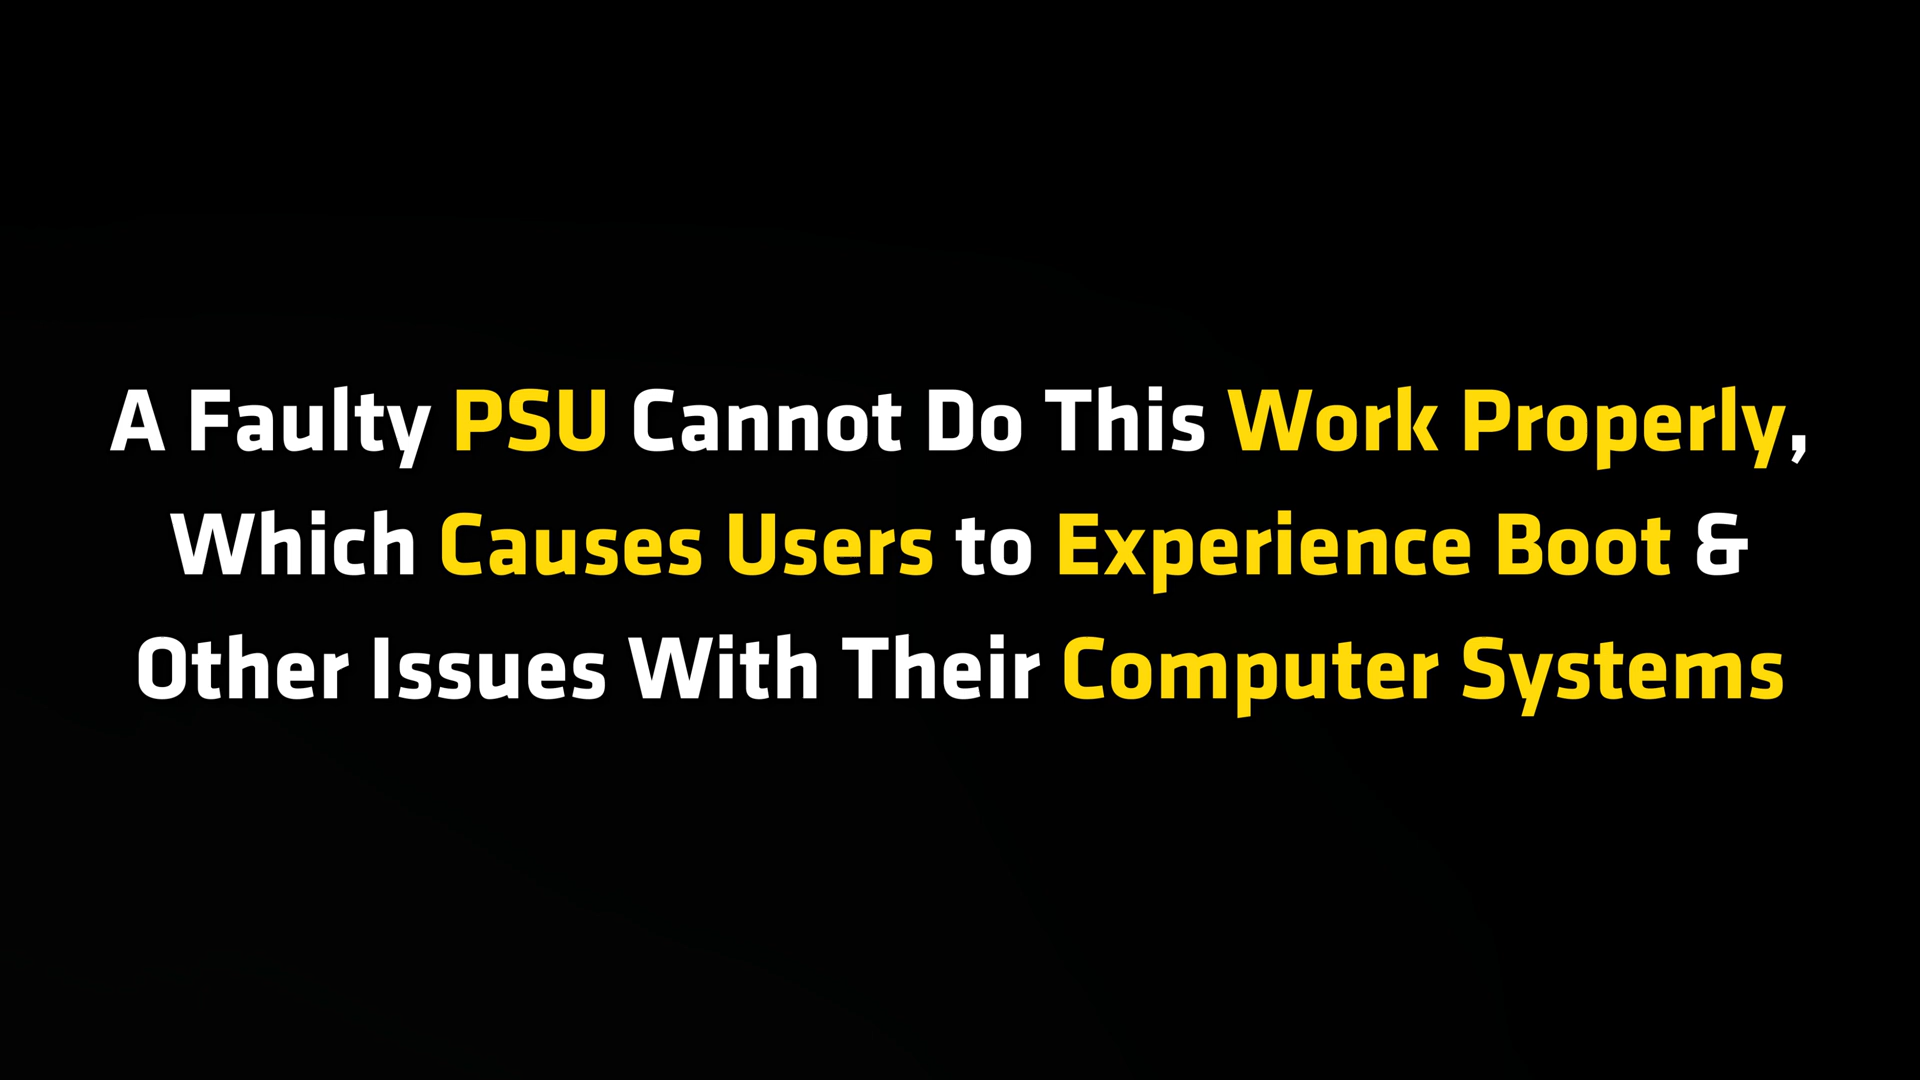 A Faulty PSU Cannot Do This Work Properly,
Which Causes Users to Experience Boot &
Other Issues With Their Computer Systems